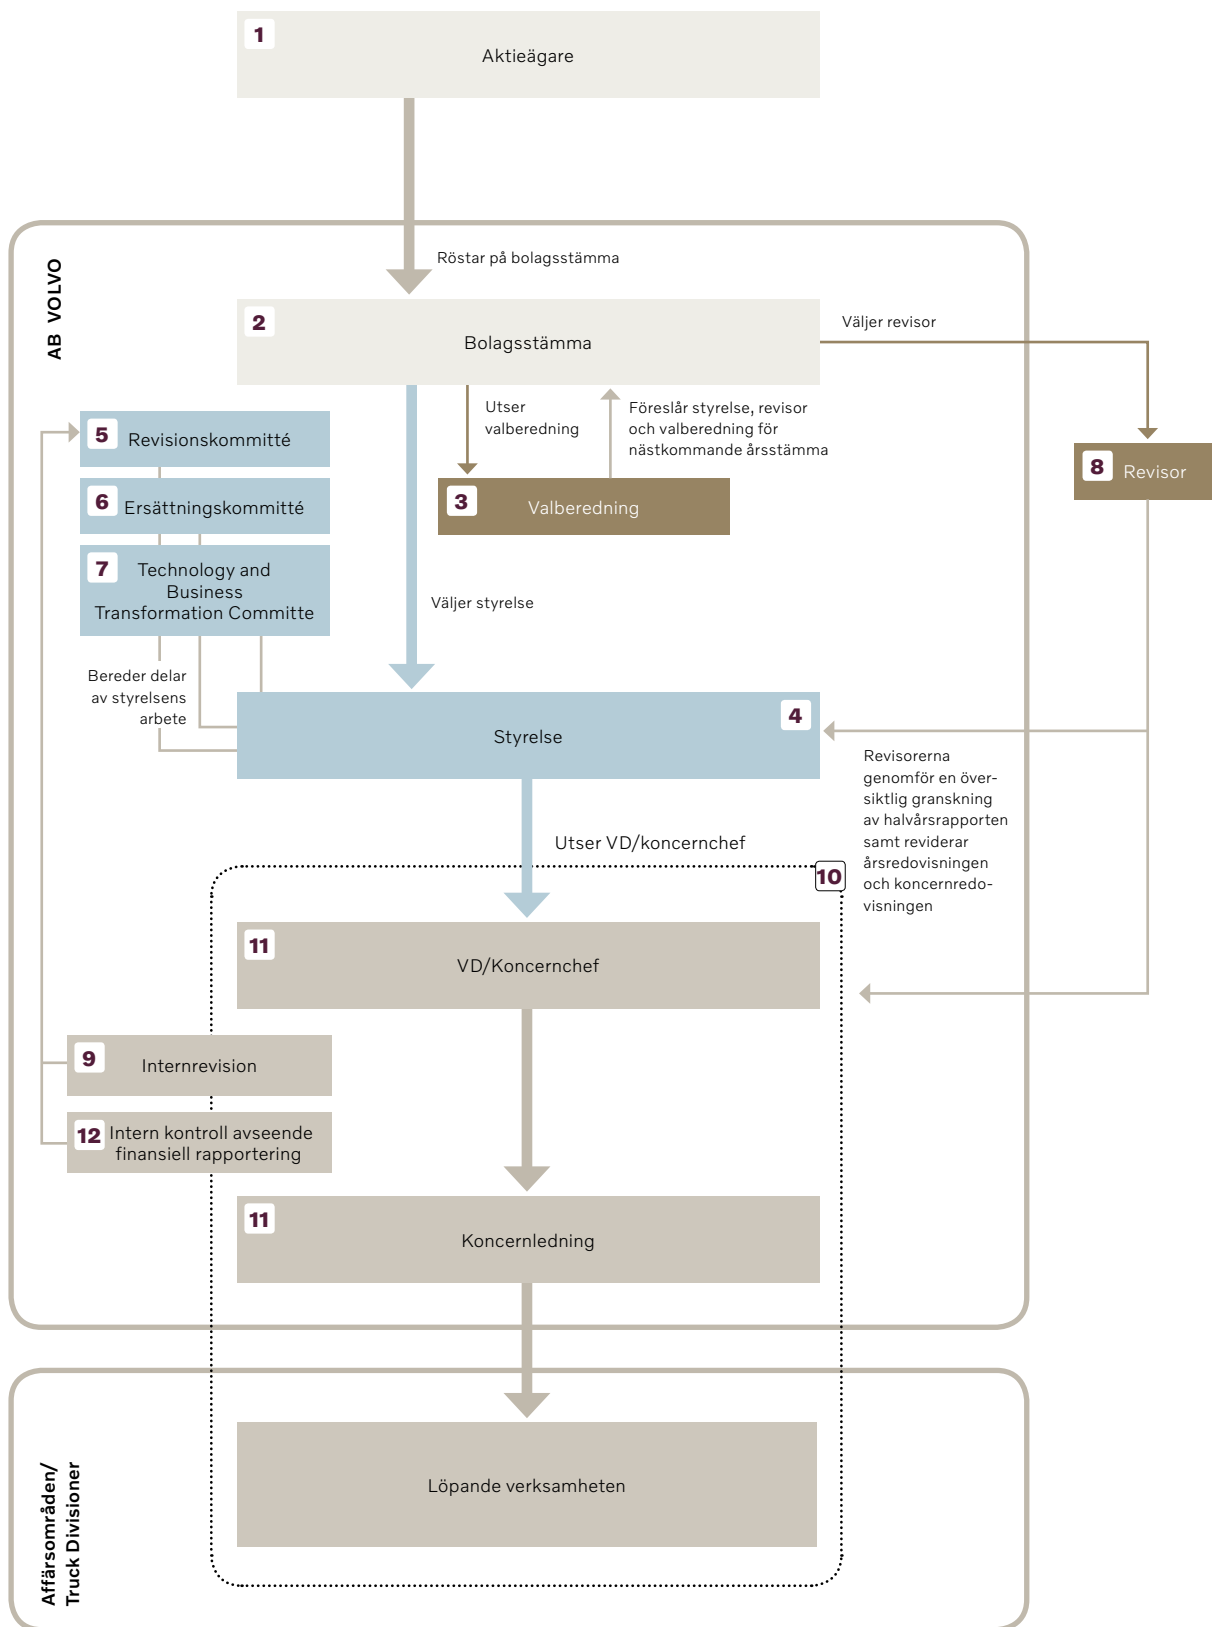 1
Aktieägare
AB VOLVO
Röstar på bolagsstämma
2
Bolagsstämma
Väljer revisor
Utser
valberedning
Föreslår styrelse, revisor
och valberedning för
nästkommande årsstämma
5
Revisionskommitté
6
Ersättningskommitté
7
Technology and
Business
Transformation Committe
3
Valberedning
8
Revisor
Väljer styrelse
Bereder delar
av styrelsens
arbete
4
Styrelse
Revisorerna
genomför en över-
siktlig granskning
av halvårsrapporten
samt reviderar
årsredovisningen
och koncernredo-
visningen
Utser VD/koncernchef
10
11
VD/Koncernchef
9
Internrevision
12
Intern kontroll avseende
finansiell rapportering
11
Koncernledning
Affärsområden/
Truck Divisioner
Löpande verksamheten